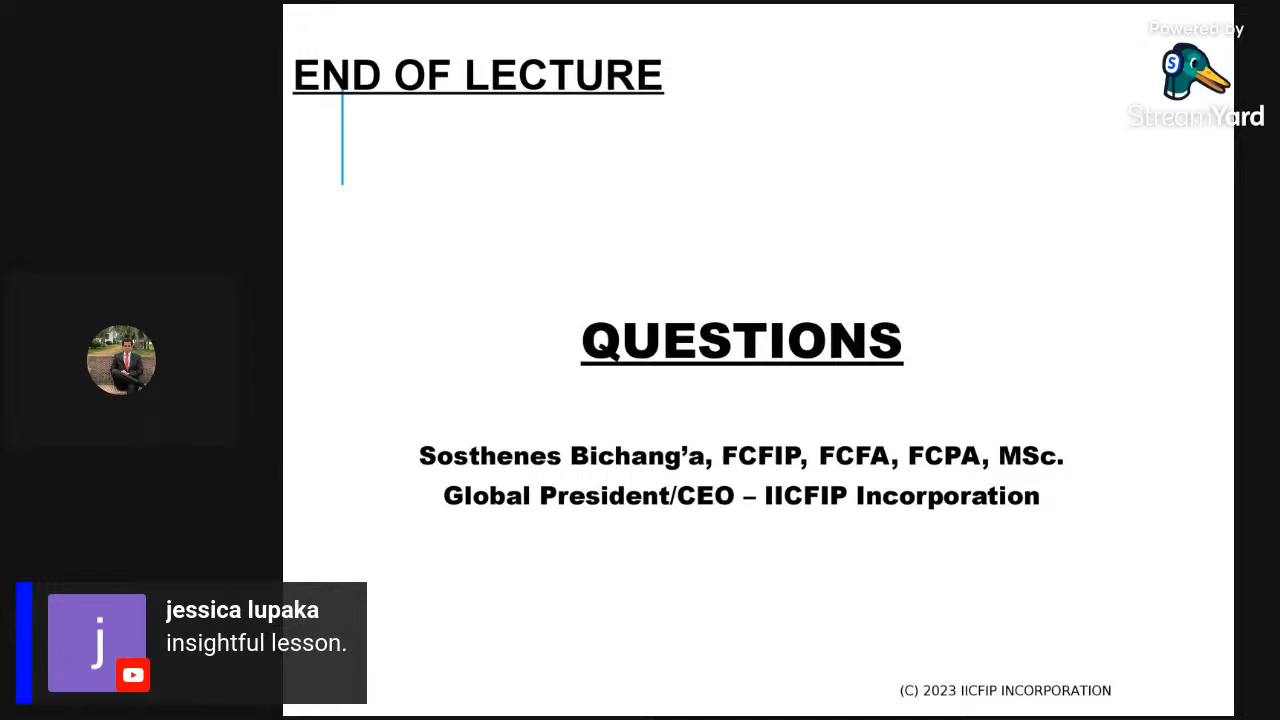 END OF LECTURE
Powered by
S
StreamYard
QUESTIONS
Sosthenes Bichang’a, FCFIP, FCFA, FCPA, MSc.
Global President/CEO – IICFIP Incorporation
j
jessica lupaka
insightful lesson.
(C) 2023 IICFIP INCORPORATION